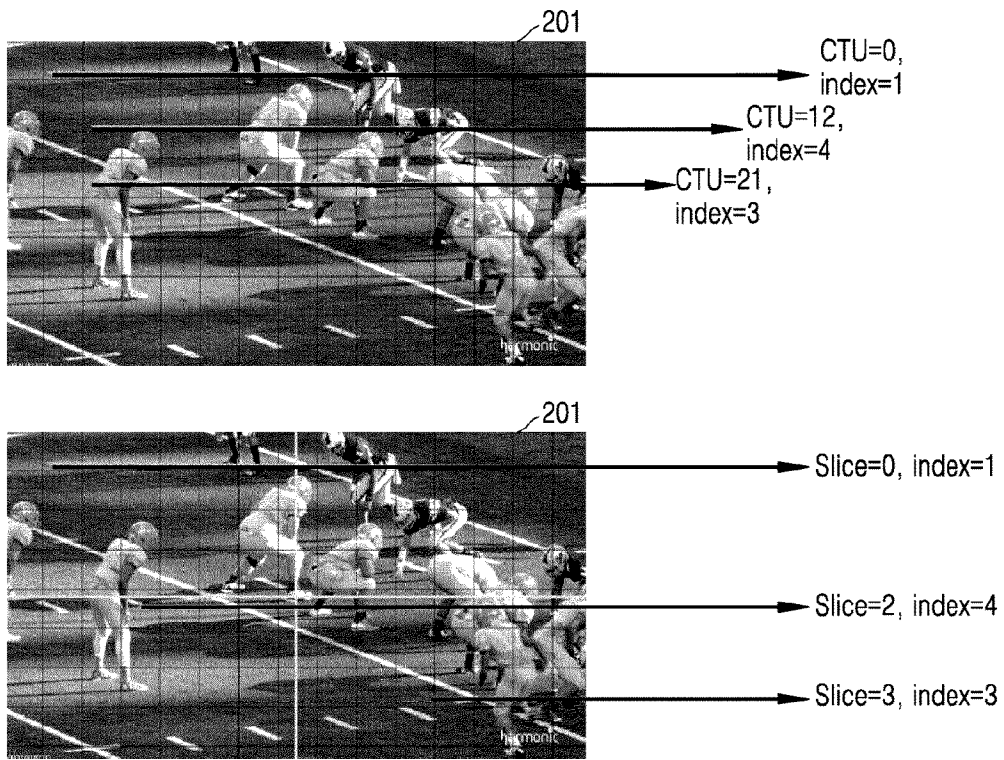 201
CTU=0,
index=1
CTU=12,
index=4
CTU=21,
index=3
harmonic
201
Slice=0, index=1
Slice=2, index=4
Slice=3, index=3
harmonic